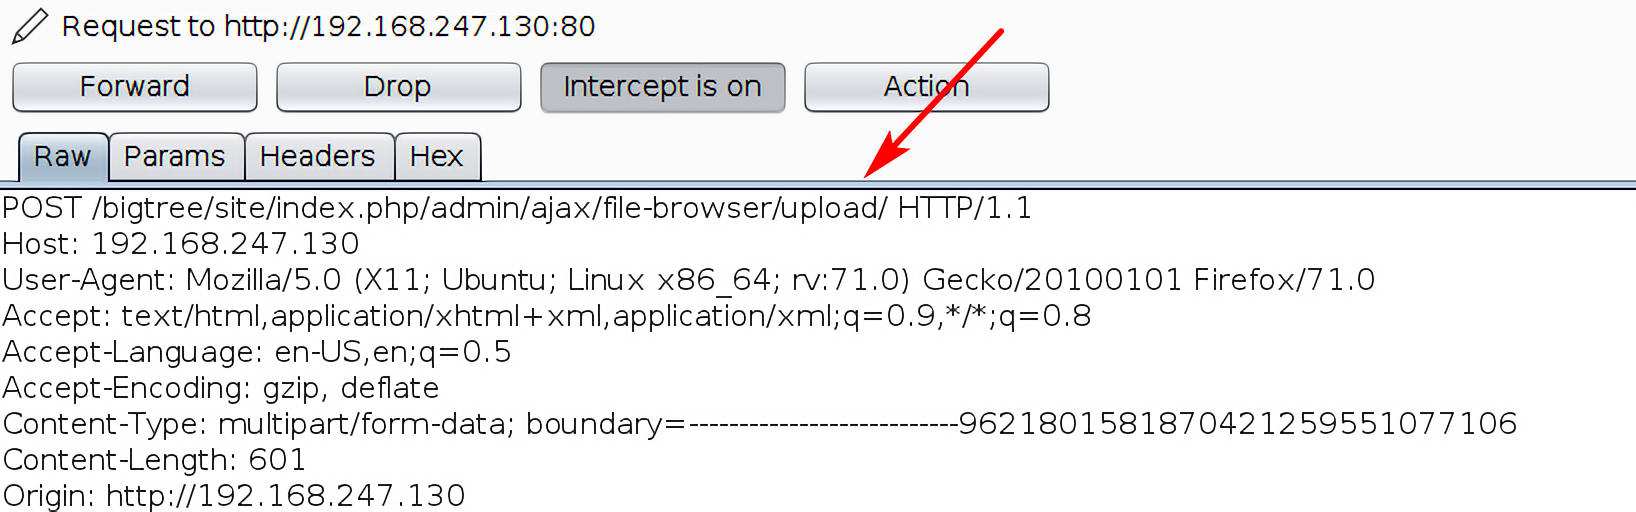 Request to http://192.168.247.130:80
Forward Drop Intercept is on Action
Raw Params Headers Hex
POST /bigtree/site/index.php/admin/ajax/file-browser/upload/ HTTP/1.1
Host: 192.168.247.130
User-Agent: Mozilla/5.0 (X11; Ubuntu; Linux x86_64; rv:71.0) Gecko/20100101 Firefox/71.0
Accept: text/html,application/xhtml+xml,application/xml;q=0.9,*/*;q=0.8
Accept-Language: en-US,en;q=0.5
Accept-Encoding: gzip, deflate
Content-Type: multipart/form-data; boundary=---------------------------9621801581870421259551077106
Content-Length: 601
Origin: http://192.168.247.130